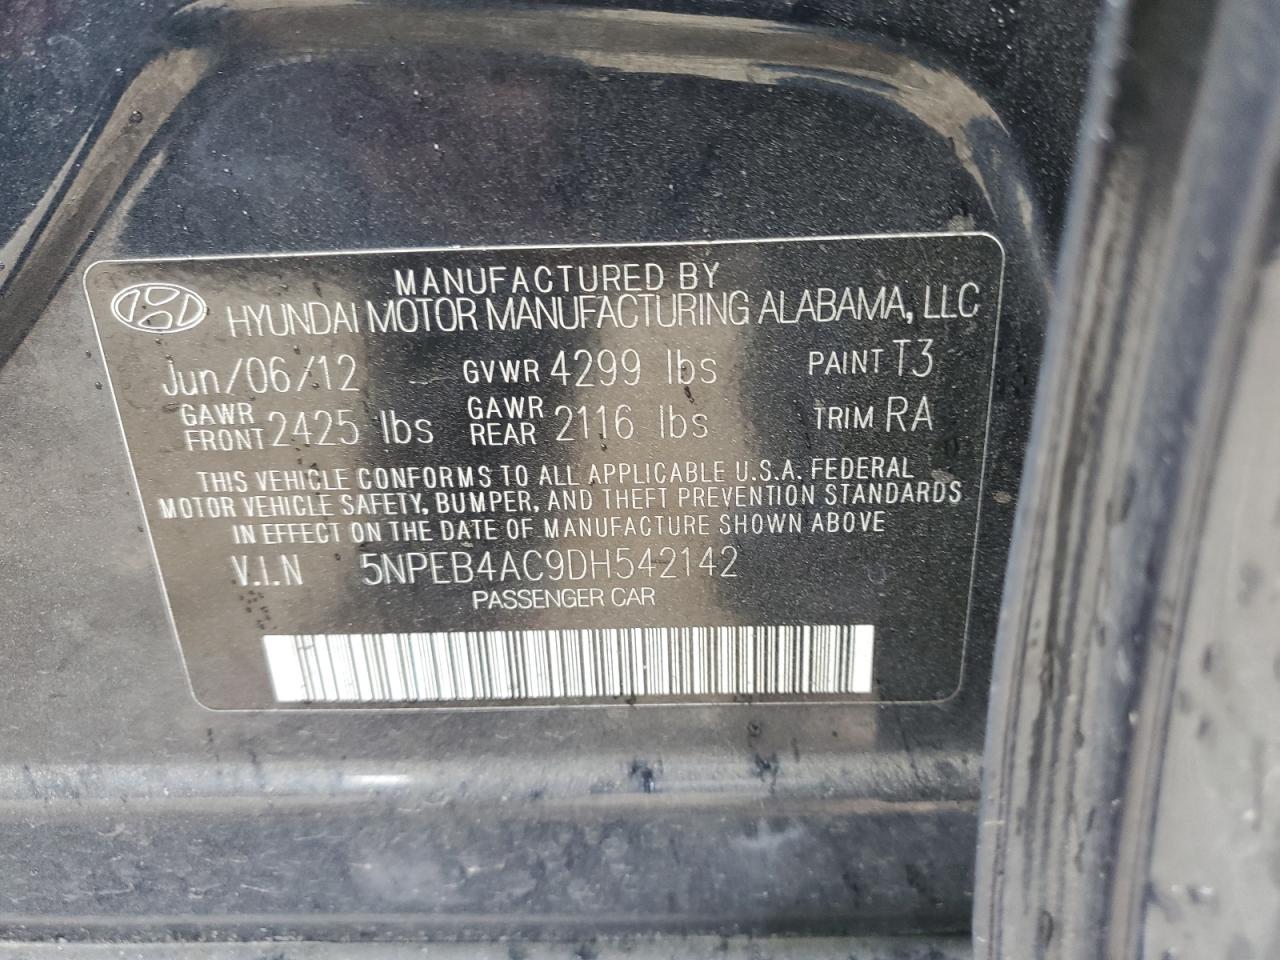 MANUFACTURED BY
HYUNDAI MOTOR MANUFACTURING ALABAMA, LLC
Jun/06/12 GVWR 4299 lbs PAINT T3
GAWR FRONT 2425 lbs GAWR REAR 2116 lbs TRIM RA
THIS VEHICLE CONFORMS TO ALL APPLICABLE U.S.A. FEDERAL
MOTOR VEHICLE SAFETY, BUMPER, AND THEFT PREVENTION STANDARDS
IN EFFECT ON THE DATE OF MANUFACTURE SHOWN ABOVE
V.I.N 5NPEB4AC9DH542142
PASSENGER CAR